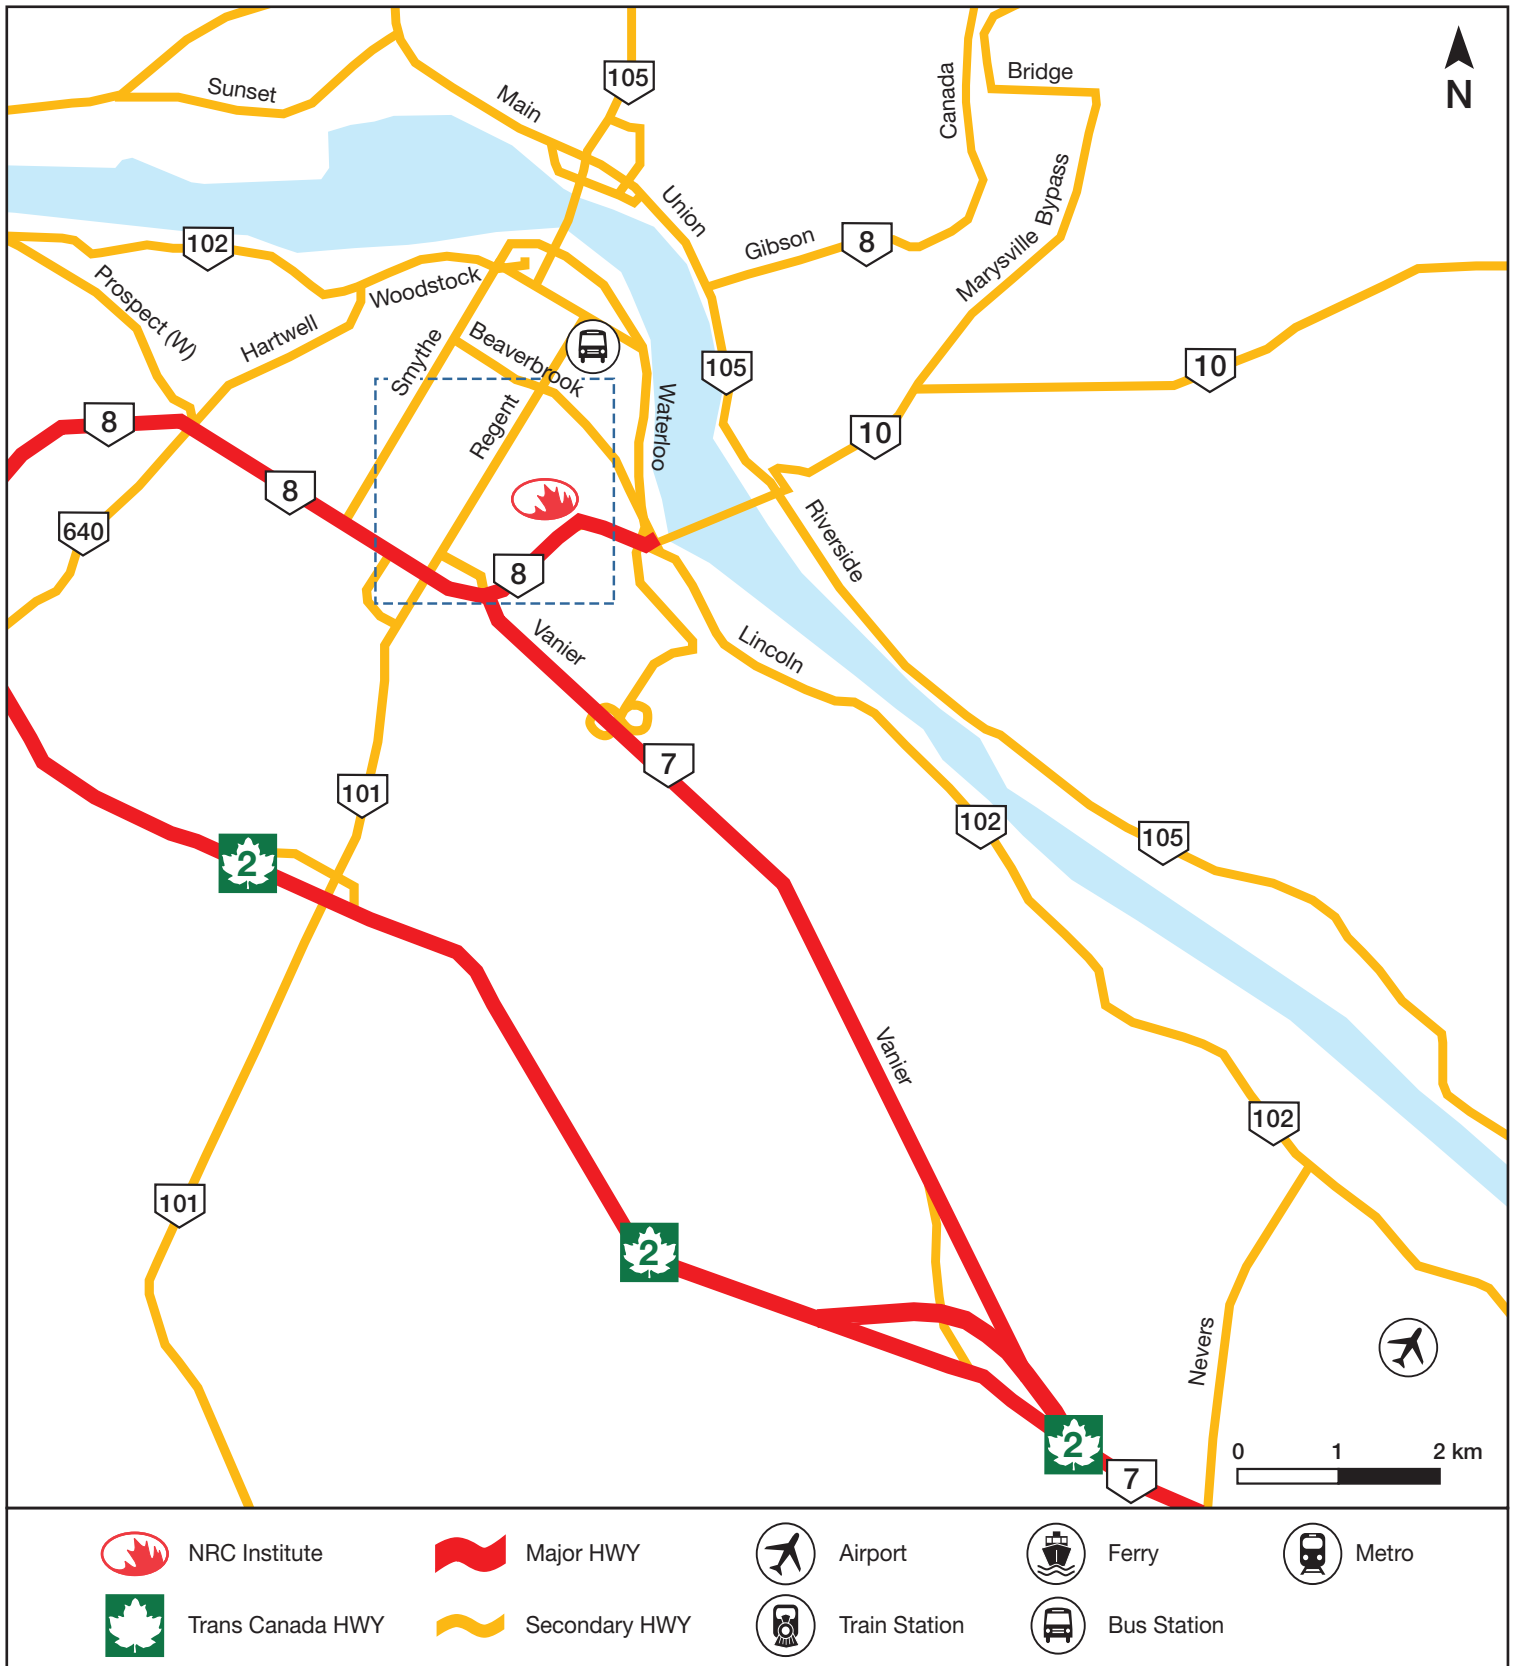 105
Bridge
N
Canada
Sunset
Main
Union
Bypass
Marysville
Gibson
8
102
Prospect (W)
Woodstock
Hartwell
Smythe
Beaverbrook
Regent
Waterloo
105
10
10
8
8
640
8
Riverside
Vanier
Lincoln
7
101
2
102
105
Vanier
102
101
2
Nevers
2
7
0 1 2 km
NRC Institute
Major HWY
Airport
Ferry
Metro
Trans Canada HWY
Secondary HWY
Train Station
Bus Station